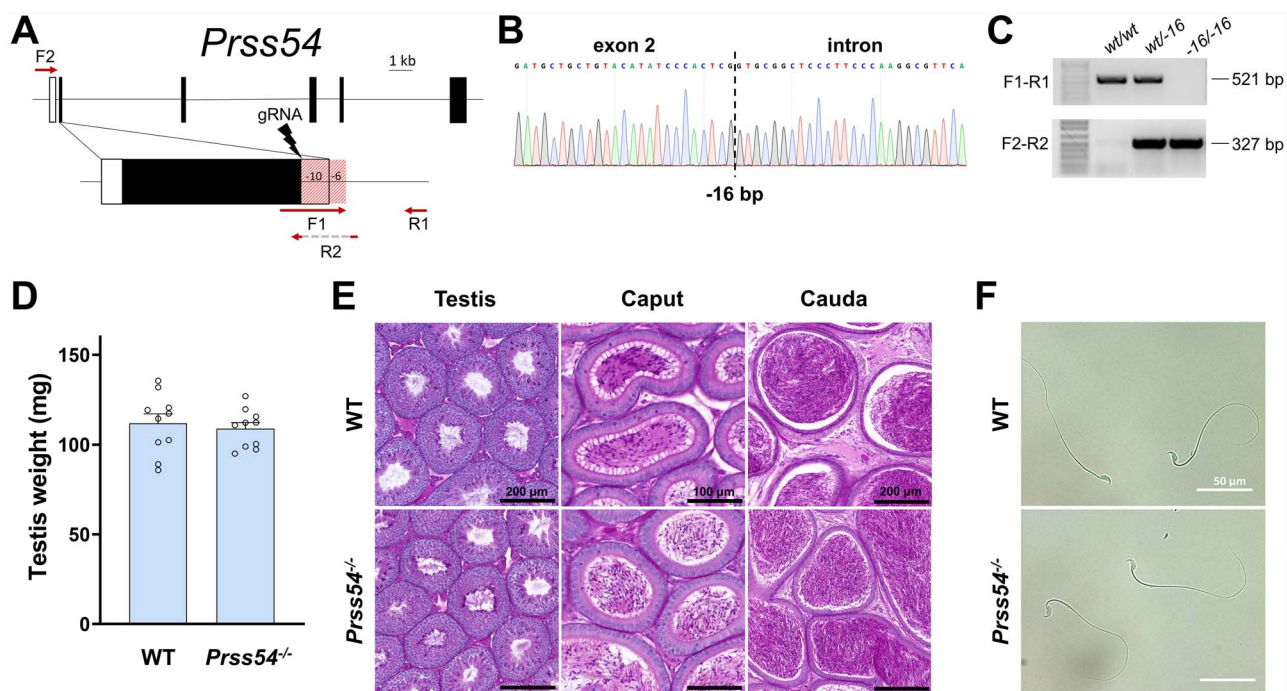 A
Prss54
F2
1 kb
gRNA
-10
-6
F1
R1
R2
B
exon 2
intron
GATGCTGCTGTACATATCCCACTCGGTGCGGCTCCCTTCCCAAGGCGTTCA
-16 bp
C
wt/wt
wt/-16
-16/-16
F1-R1
521 bp
F2-R2
327 bp
D
Testis weight (mg)
150
100
50
0
WT
Prss54-/-
E
Testis
Caput
Cauda
WT
200 µm
100 µm
200 µm
Prss54-/-
F
WT
50 µm
Prss54-/-